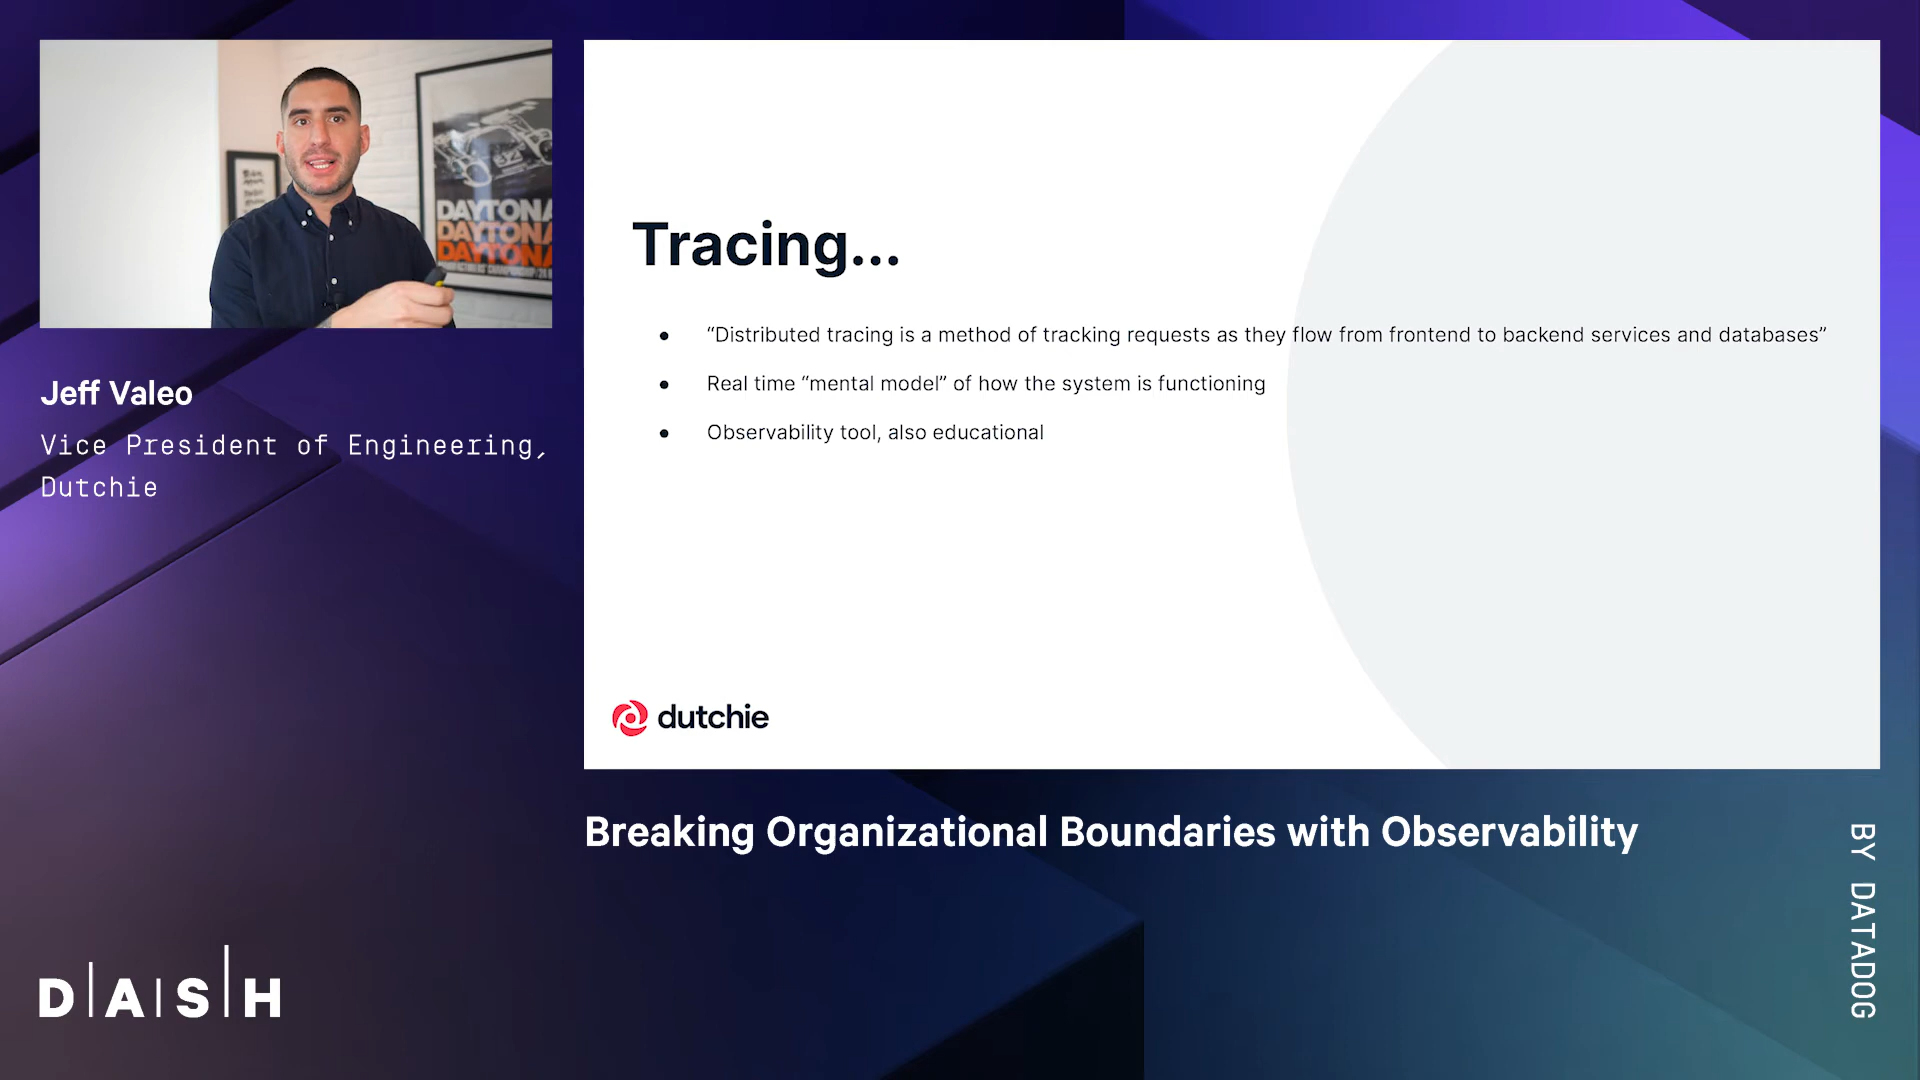 DAYTONA
DAYTONA
DAYTONA
Jeff Valeo
Vice President of Engineering,
Dutchie
Tracing...
● “Distributed tracing is a method of tracking requests as they flow from frontend to backend services and databases”
● Real time “mental model” of how the system is functioning
● Observability tool, also educational
dutchie
Breaking Organizational Boundaries with Observability
DASH
BY DATADOG